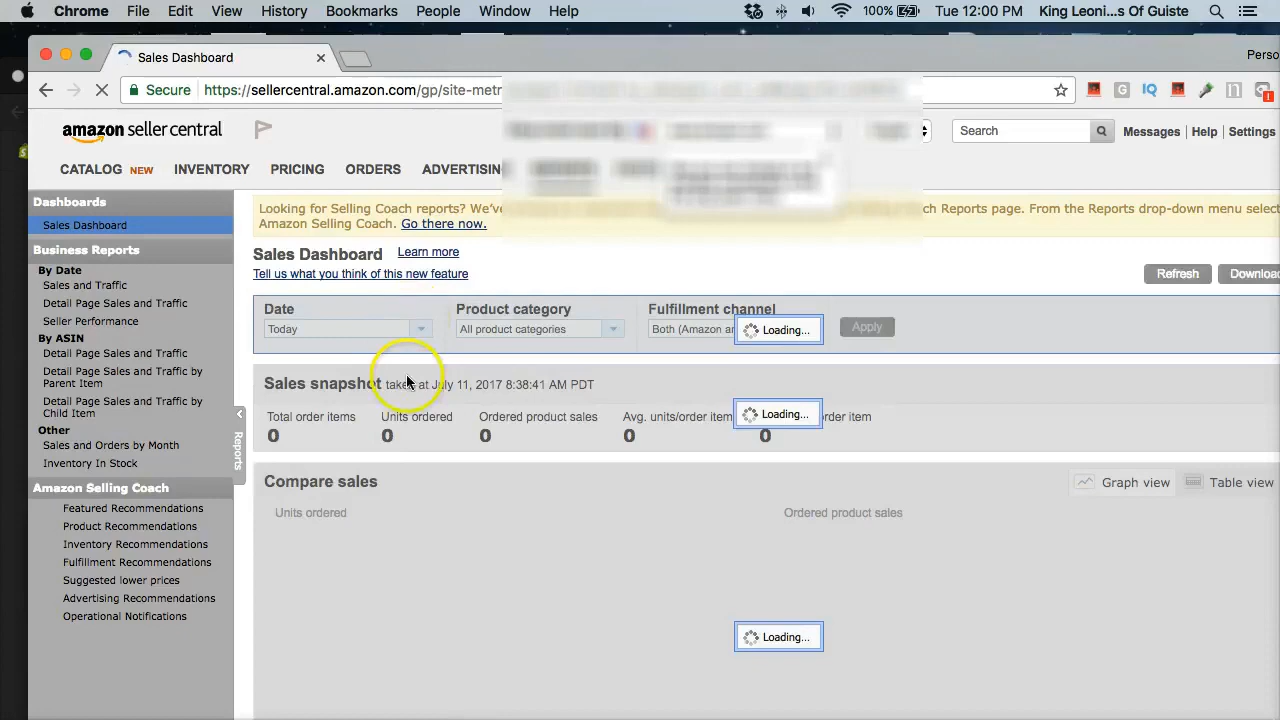 Chrome File Edit View History Bookmarks People Window Help 100% Tue 12:00 PM King Leoni...s Of Guiste
Sales Dashboard
Perso
Secure https://sellercentral.amazon.com/gp/site-metr
amazon seller central Search Messages Help Settings
CATALOG NEW INVENTORY PRICING ORDERS ADVERTISIN
Dashboards
Sales Dashboard
Business Reports
By Date
Sales and Traffic
Detail Page Sales and Traffic
Seller Performance
By ASIN
Detail Page Sales and Traffic
Detail Page Sales and Traffic by
Parent Item
Detail Page Sales and Traffic by
Child Item
Other
Sales and Orders by Month
Inventory In Stock
Amazon Selling Coach
Featured Recommendations
Product Recommendations
Inventory Recommendations
Fulfillment Recommendations
Suggested lower prices
Advertising Recommendations
Operational Notifications
Reports
Looking for Selling Coach reports? We've ch Reports page. From the Reports drop-down menu selec
Amazon Selling Coach. Go there now.
Sales Dashboard Learn more
Tell us what you think of this new feature
Refresh Downloa
Date Product category Fulfillment channel
Today All product categories Both (Amazon an Loading... Apply
Sales snapshot taken at July 11, 2017 8:38:41 AM PDT
Total order items Units ordered Ordered product sales Avg. units/order item Loading... order item
0 0 0 0 0
Compare sales Graph view Table view
Units ordered Ordered product sales
Loading...